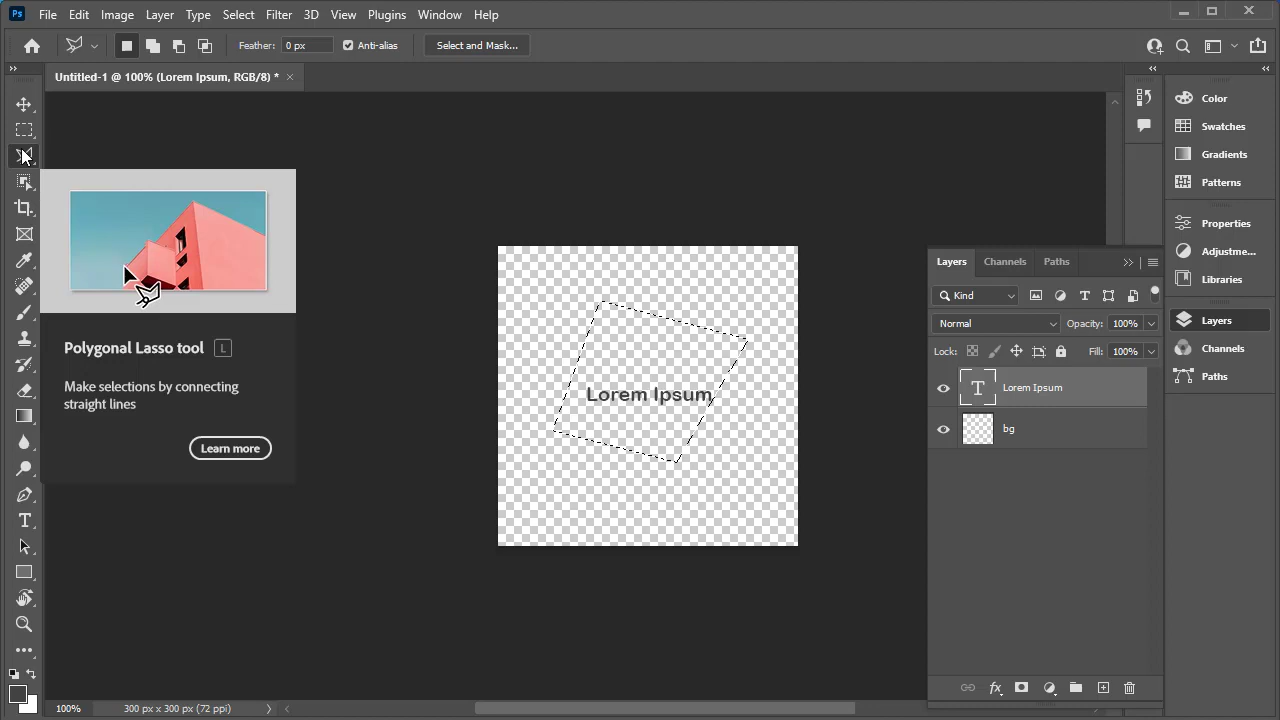 Ps File Edit Image Layer Type Select Filter 3D View Plugins Window Help
Feather: 0 px Anti-alias Select and Mask...
Untitled-1 @ 100% (Lorem Ipsum, RGB/8) *
Polygonal Lasso tool L
Make selections by connecting
straight lines
Learn more
Lorem Ipsum
Layers Channels Paths
Kind
Normal Opacity: 100%
Lock: Fill: 100%
T Lorem Ipsum
bg
Color
Swatches
Gradients
Patterns
Properties
Adjustme...
Libraries
Layers
Channels
Paths
100% 300 px x 300 px (72 ppi)